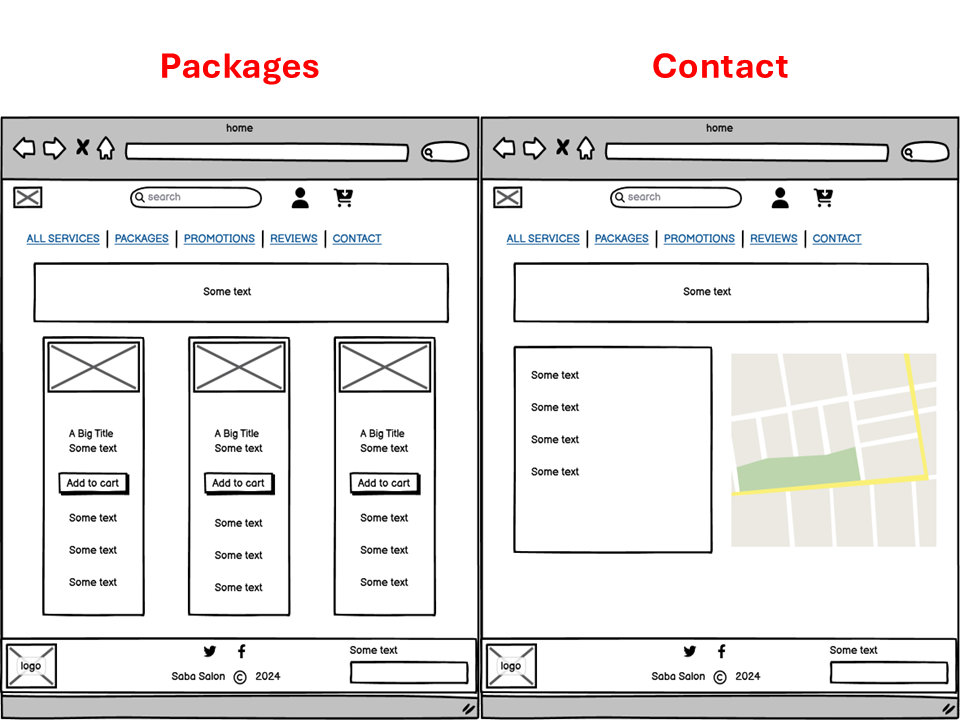 Packages
Contact
home
search
ALL SERVICES | PACKAGES | PROMOTIONS | REVIEWS | CONTACT
Some text
A Big Title
Some text
Add to cart
Some text
Some text
Some text
A Big Title
Some text
Add to cart
Some text
Some text
Some text
A Big Title
Some text
Add to cart
Some text
Some text
Some text
logo
Saba Salon © 2024
Some text
home
search
ALL SERVICES | PACKAGES | PROMOTIONS | REVIEWS | CONTACT
Some text
Some text
Some text
Some text
Some text
logo
Saba Salon © 2024
Some text